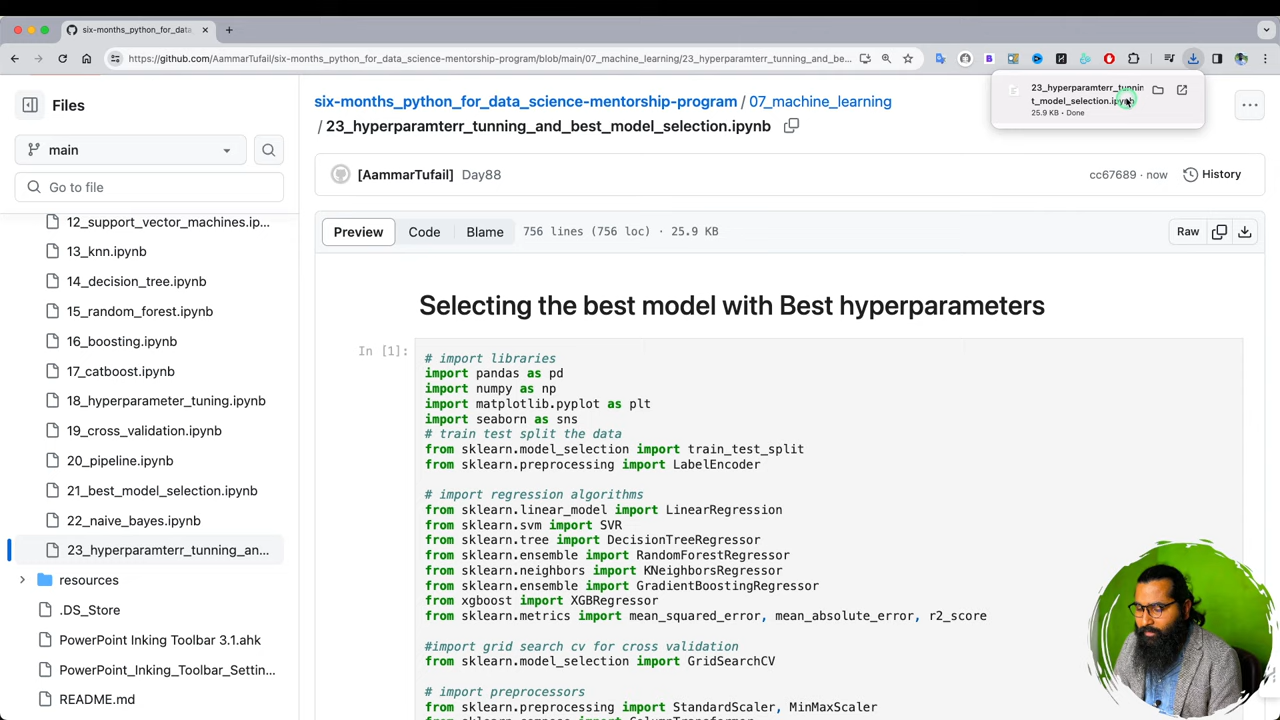 six-months_python_for_data
https://github.com/AammarTufail/six-months_python_for_data_science-mentorship-program/blob/main/07_machine_learning/23_hyperparamterr_tunning_and_be...
23_hyperparamterr_tunnin
t_model_selection.ipynb
25.9 KB • Done
Files
main
Go to file
12_support_vector_machines.ip...
13_knn.ipynb
14_decision_tree.ipynb
15_random_forest.ipynb
16_boosting.ipynb
17_catboost.ipynb
18_hyperparameter_tuning.ipynb
19_cross_validation.ipynb
20_pipeline.ipynb
21_best_model_selection.ipynb
22_naive_bayes.ipynb
23_hyperparamterr_tunning_an...
resources
.DS_Store
PowerPoint Inking Toolbar 3.1.ahk
PowerPoint_Inking_Toolbar_Settin...
README.md
six-months_python_for_data_science-mentorship-program / 07_machine_learning
/ 23_hyperparamterr_tunning_and_best_model_selection.ipynb
[AammarTufail] Day88
cc67689 · now History
Preview Code Blame 756 lines (756 loc) · 25.9 KB Raw
Selecting the best model with Best hyperparameters
In [1]:
# import libraries
import pandas as pd
import numpy as np
import matplotlib.pyplot as plt
import seaborn as sns
# train test split the data
from sklearn.model_selection import train_test_split
from sklearn.preprocessing import LabelEncoder
# import regression algorithms
from sklearn.linear_model import LinearRegression
from sklearn.svm import SVR
from sklearn.tree import DecisionTreeRegressor
from sklearn.ensemble import RandomForestRegressor
from sklearn.neighbors import KNeighborsRegressor
from sklearn.ensemble import GradientBoostingRegressor
from xgboost import XGBRegressor
from sklearn.metrics import mean_squared_error, mean_absolute_error, r2_score
#import grid search cv for cross validation
from sklearn.model_selection import GridSearchCV
# import preprocessors
from sklearn.preprocessing import StandardScaler, MinMaxScaler
from sklearn.compose import ColumnTransformer